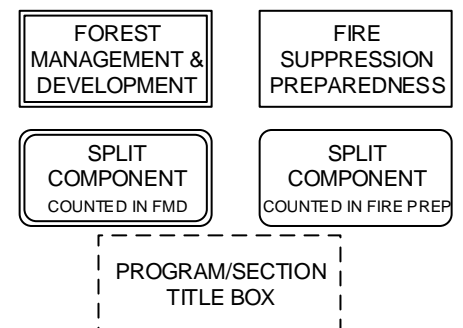 FOREST
MANAGEMENT &
DEVELOPMENT
FIRE
SUPPRESSION
PREPAREDNESS
SPLIT
COMPONENT
COUNTED IN FMD
SPLIT
COMPONENT
COUNTED IN FIRE PREP
PROGRAM/SECTION
TITLE BOX